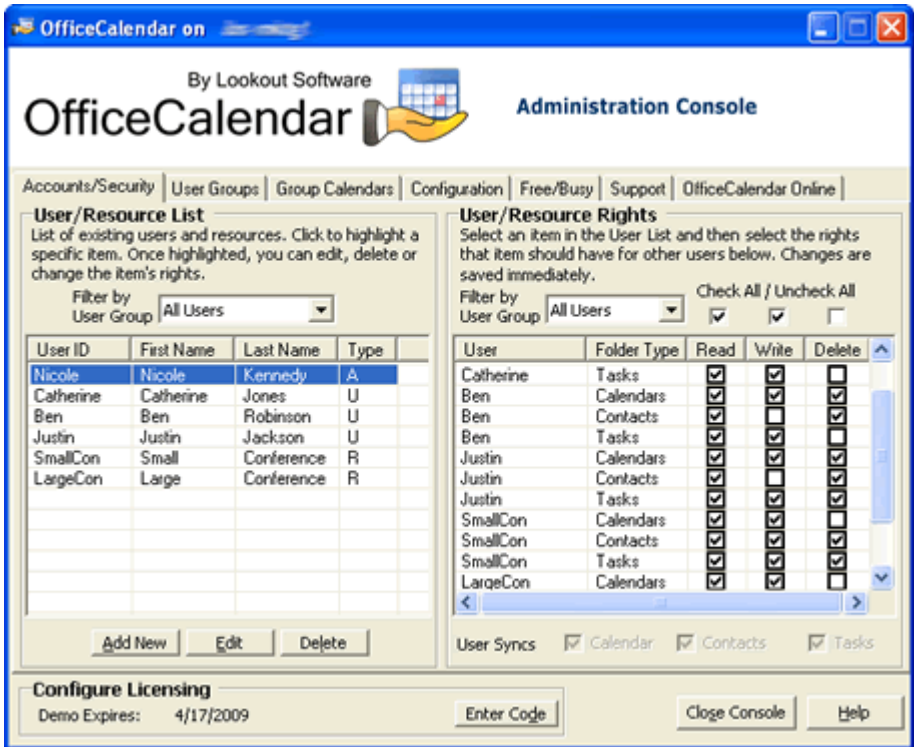 OfficeCalendar on
By Lookout Software
OfficeCalendar
Administration Console
Accounts/Security User Groups Group Calendars Configuration Free/Busy Support OfficeCalendar Online
User/Resource List
List of existing users and resources. Click to highlight a
specific item. Once highlighted, you can edit, delete or
change the item's rights.
Filter by
User Group All Users
User ID First Name Last Name Type
Nicole Nicole Kennedy A
Catherine Catherine Jones U
Ben Ben Robinson U
Justin Justin Jackson U
SmallCon Small Conference R
LargeCon Large Conference R
Add New Edit Delete
User/Resource Rights
Select an item in the User List and then select the rights
that item should have for other users below. Changes are
saved immediately.
Filter by
User Group All Users
Check All / Uncheck All
User Folder Type Read Write Delete
Catherine Tasks
Ben Calendars
Ben Contacts
Ben Tasks
Justin Calendars
Justin Contacts
Justin Tasks
SmallCon Calendars
SmallCon Contacts
SmallCon Tasks
LargeCon Calendars
User Syncs Calendar Contacts Tasks
Configure Licensing
Demo Expires: 4/17/2009
Enter Code
Close Console Help